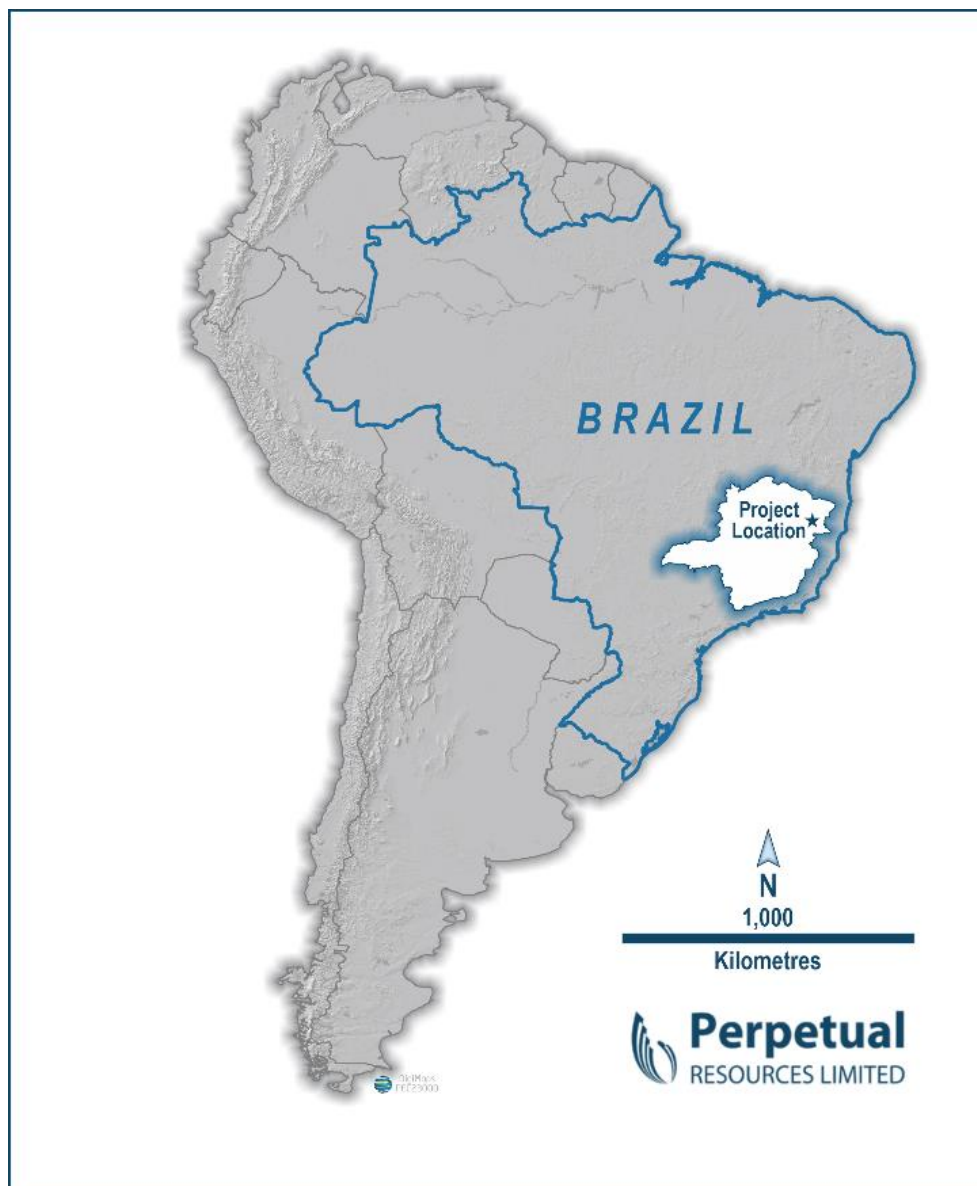 BRAZIL
Project
Location
N
1,000
Kilometres
Perpetual
RESOURCES LIMITED